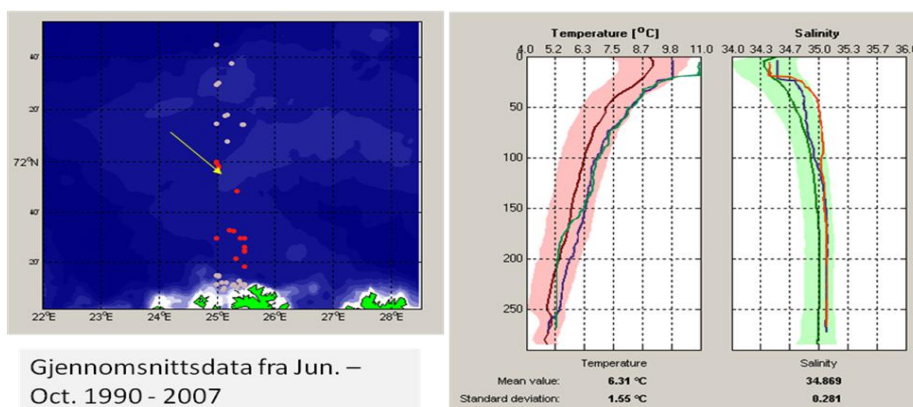 40'
20'
72°N
40'
20'
22°E 23°E 24°E 25°E 26°E 27°E 28°E
Gjennomsnittsdata fra Jun. –
Oct. 1990 - 2007
Temperature [°C]
4.0 5.2 6.3 7.5 8.7 9.8 11.0
0
50
100
150
200
250
Temperature
Salinity
34.0 34.3 34.7 35.0 35.3 35.7 36.0
Salinity
Mean value: 6.31 °C 34.869
Standard deviation: 1.55 °C 0.281